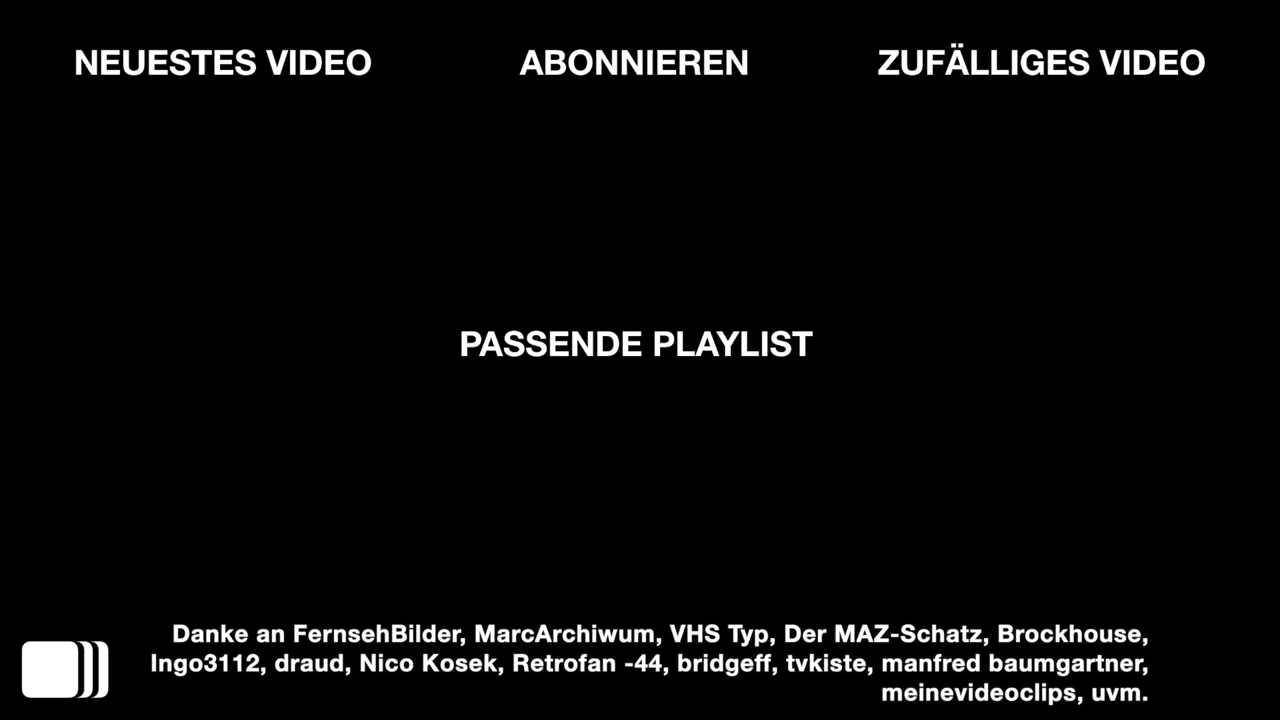 NEUESTES VIDEO
ABONNIEREN
ZUFÄLLIGES VIDEO
PASSENDE PLAYLIST
Danke an FernsehBilder, MarcArchiwum, VHS Typ, Der MAZ-Schatz, Brockhouse,
Ingo3112, draud, Nico Kosek, Retrofan -44, bridgeff, tvkiste, manfred baumgartner,
meinevideoclips, uvm.